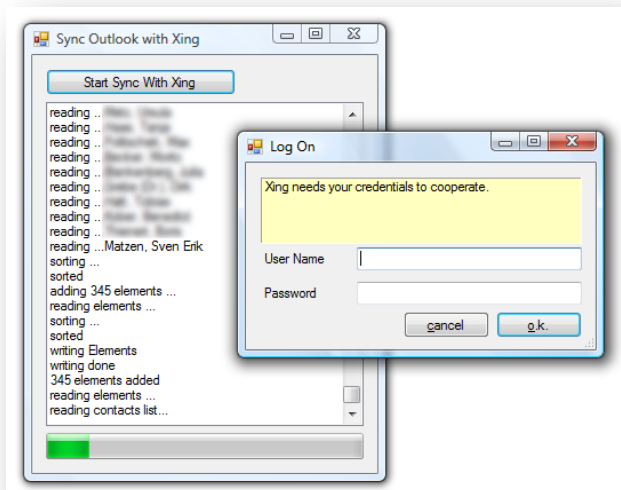 Sync Outlook with Xing
Start Sync With Xing
reading ..
reading ..
reading ..
reading ..
reading ..
reading ..
reading ..
reading ..
reading ..
reading ...Matzen, Sven Erik
sorting ...
sorted
adding 345 elements ...
reading elements ...
sorting ...
sorted
writing Elements
writing done
345 elements added
reading elements ...
reading contacts list...
Log On
Xing needs your credentials to cooperate.
User Name
Password
cancel
o.k.